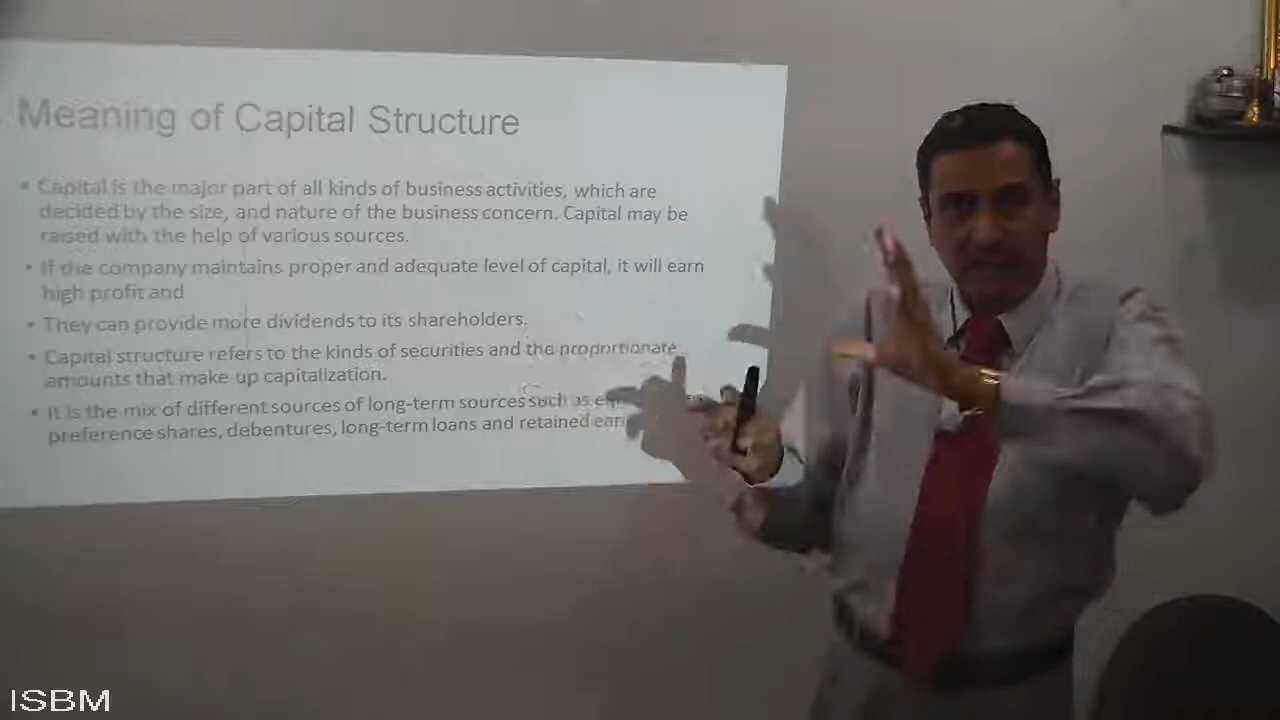 Meaning of Capital Structure
• Capital is the major part of all kinds of business activities, which are
decided by the size, and nature of the business concern. Capital may be
raised with the help of various sources.
• If the company maintains proper and adequate level of capital, it will earn
high profit and
• They can provide more dividends to its shareholders.
• Capital structure refers to the kinds of securities and the proportionate
amounts that make up capitalization.
• It is the mix of different sources of long-term sources such as
preference shares, debentures, long-term loans and retained
ISBM